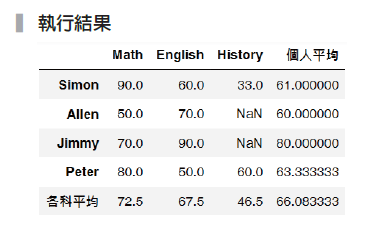 執行結果
Math English History 個人平均
Simon 90.0 60.0 33.0 61.000000
Allen 50.0 70.0 NaN 60.000000
Jimmy 70.0 90.0 NaN 80.000000
Peter 80.0 50.0 60.0 63.333333
各科平均 72.5 67.5 46.5 66.083333